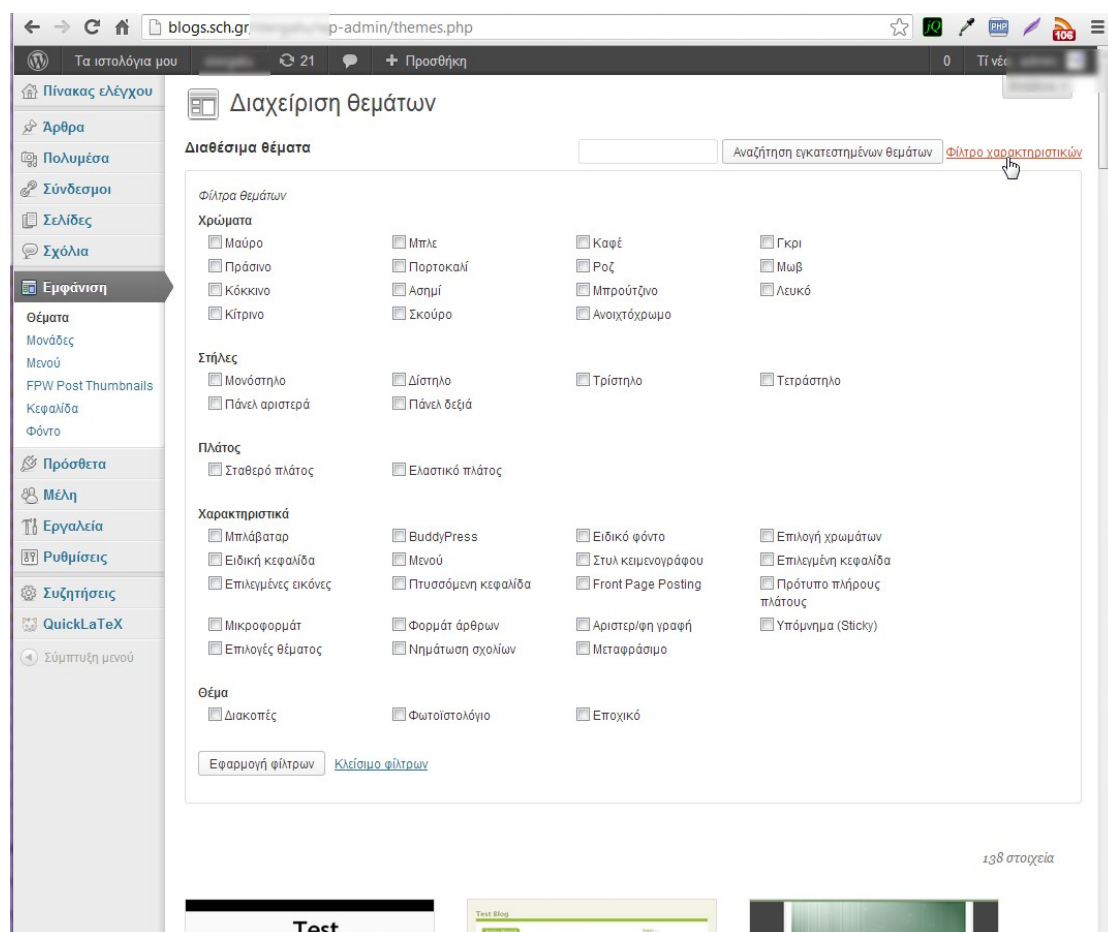 blogs.sch.gr/ p-admin/themes.php
106
Τα ιστολόγια μου 21 Προσθήκη 0 Τί νέο
Πίνακας ελέγχου
Άρθρα
Πολυμέσα
Σύνδεσμοι
Σελίδες
Σχόλια
Εμφάνιση
Θέματα
Μονάδες
Μενού
FPW Post Thumbnails
Κεφαλίδα
Φόντο
Πρόσθετα
Μέλη
Εργαλεία
Ρυθμίσεις
Συζητήσεις
QuickLaTeX
Σύμπτυξη μενού
Διαχείριση θεμάτων
Διαθέσιμα θέματα Αναζήτηση εγκατεστημένων θεμάτων Φίλτρο χαρακτηριστικών
Φίλτρα θεμάτων
Χρώματα
Μαύρο Μπλε Καφέ Γκρι
Πράσινο Πορτοκαλί Ροζ Μωβ
Κόκκινο Ασημί Μπρούτζινο Λευκό
Κίτρινο Σκούρο Ανοιχτόχρωμο
Στήλες
Μονόστηλο Δίστηλο Τρίστηλο Τετράστηλο
Πάνελ αριστερά Πάνελ δεξιά
Πλάτος
Σταθερό πλάτος Ελαστικό πλάτος
Χαρακτηριστικά
Μπλάβαταρ BuddyPress Ειδικό φόντο Επιλογή χρωμάτων
Ειδική κεφαλίδα Μενού Στυλ κειμενογράφου Επιλεγμένη κεφαλίδα
Επιλεγμένες εικόνες Πτυσσόμενη κεφαλίδα Front Page Posting Πρότυπο πλήρους
πλάτους
Μικροφορμάτ Φορμάτ άρθρων Αριστερ/φη γραφή Υπόμνημα (Sticky)
Επιλογές θέματος Νημάτωση σχολίων Μεταφράσιμο
Θέμα
Διακοπές Φωτοϊστολόγιο Εποχικό
Εφαρμογή φίλτρων Κλείσιμο φίλτρων
138 στοιχεία
Test
Test Blog